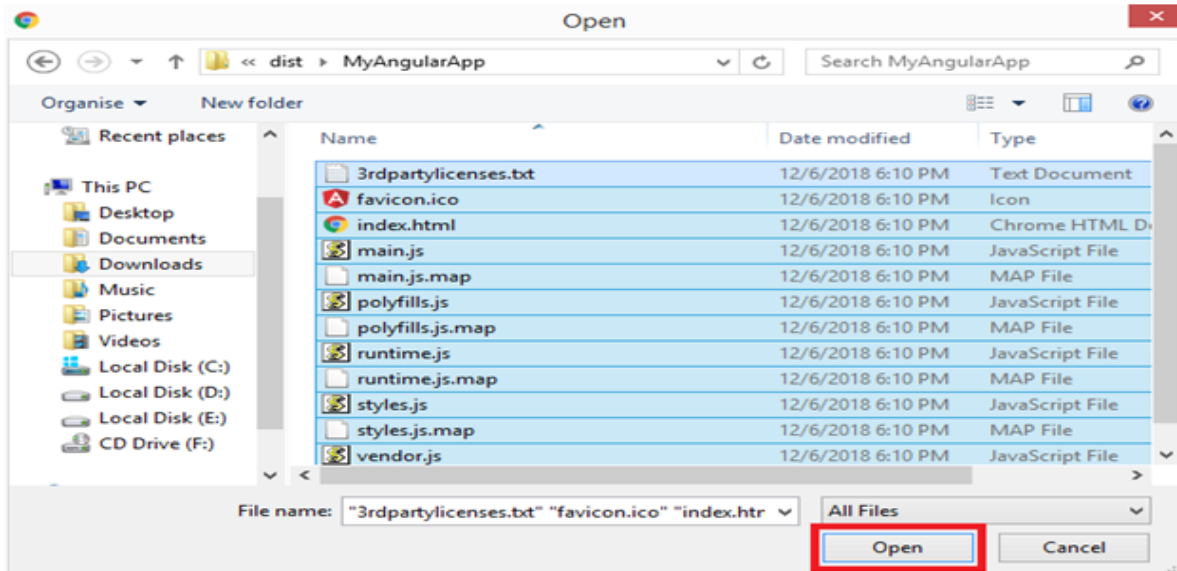 Open
« dist ▸ MyAngularApp
Search MyAngularApp
Organise
New folder
Recent places
This PC
Desktop
Documents
Downloads
Music
Pictures
Videos
Local Disk (C:)
Local Disk (D:)
Local Disk (E:)
CD Drive (F:)
Name Date modified Type
3rdpartylicenses.txt 12/6/2018 6:10 PM Text Document
favicon.ico 12/6/2018 6:10 PM Icon
index.html 12/6/2018 6:10 PM Chrome HTML D
main.js 12/6/2018 6:10 PM JavaScript File
main.js.map 12/6/2018 6:10 PM MAP File
polyfills.js 12/6/2018 6:10 PM JavaScript File
polyfills.js.map 12/6/2018 6:10 PM MAP File
runtime.js 12/6/2018 6:10 PM JavaScript File
runtime.js.map 12/6/2018 6:10 PM MAP File
styles.js 12/6/2018 6:10 PM JavaScript File
styles.js.map 12/6/2018 6:10 PM MAP File
vendor.js 12/6/2018 6:10 PM JavaScript File
File name: "3rdpartylicenses.txt" "favicon.ico" "index.htr
All Files
Open
Cancel